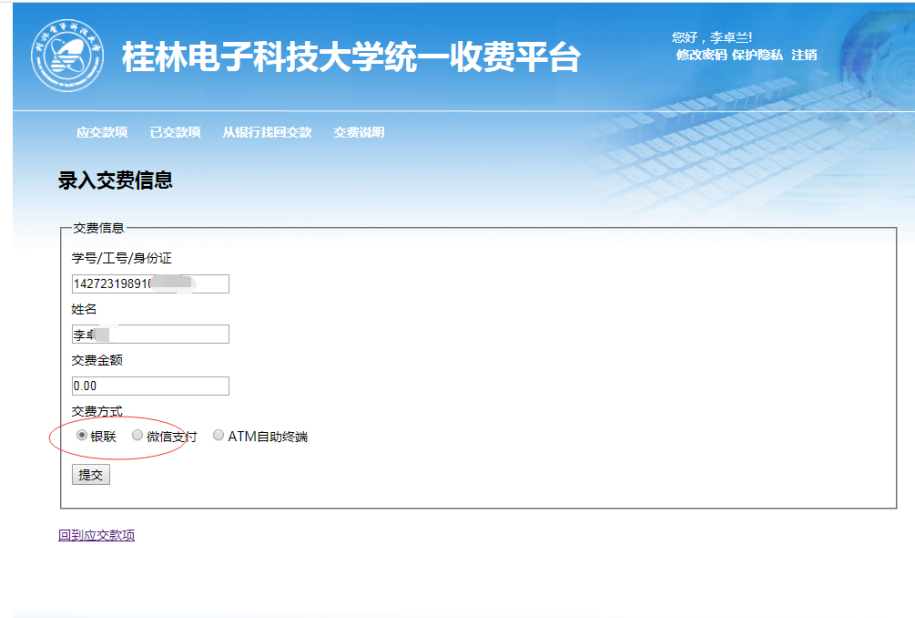 桂林电子科技大学统一收费平台
您好，李卓兰!
修改密码 保护隐私 注销
应交款项 已交款项 从银行找回交款 交费说明
录入交费信息
交费信息
学号/工号/身份证
14272319891
姓名
李卓
交费金额
0.00
交费方式
银联 微信支付 ATM自助终端
提交
回到应交款项